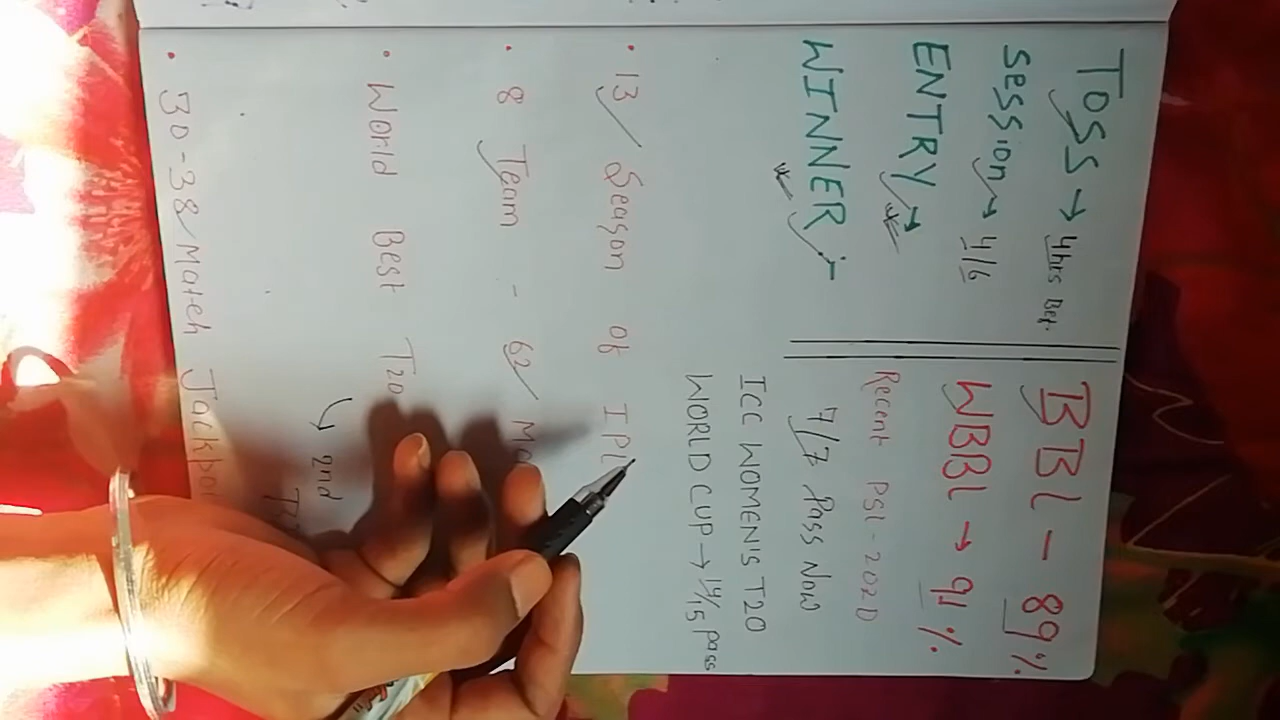 TOSS → 4hrs Bef.
Session → 4/6
ENTRY →
WINNER :-
BBL - 89%
WBBL → 91%
Recent PSL - 2020
7/7 Pass Now
ICC WOMEN'S T20
WORLD CUP → 14/15 Pass
• 13 Season of IPL
• 8 Team - 62
• World Best T20
→ 2nd
• 30-38 Match